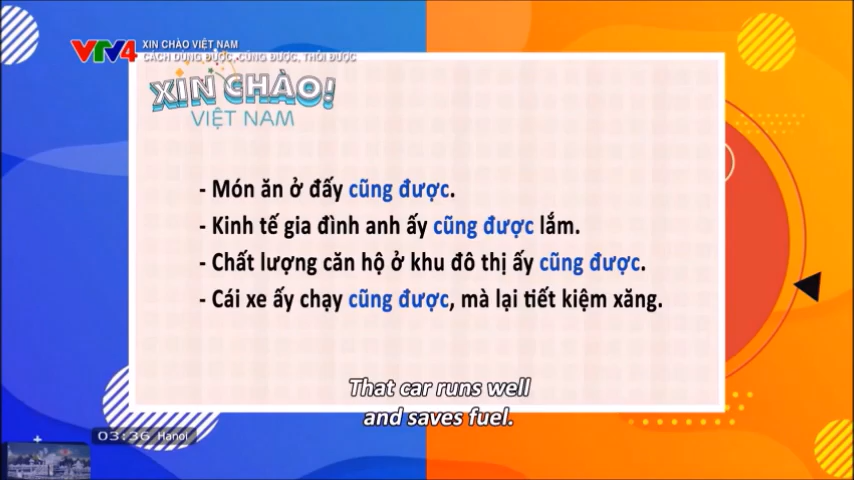 VTV4
XIN CHÀO VIỆT NAM
CÁCH DÙNG ĐƯỢC, CŨNG ĐƯỢC, THÔI ĐƯỢC
XIN CHÀO!
VIỆT NAM
- Món ăn ở đấy cũng được.
- Kinh tế gia đình anh ấy cũng được lắm.
- Chất lượng căn hộ ở khu đô thị ấy cũng được.
- Cái xe ấy chạy cũng được, mà lại tiết kiệm xăng.
That car runs well
and saves fuel.
03:36 Hanoi